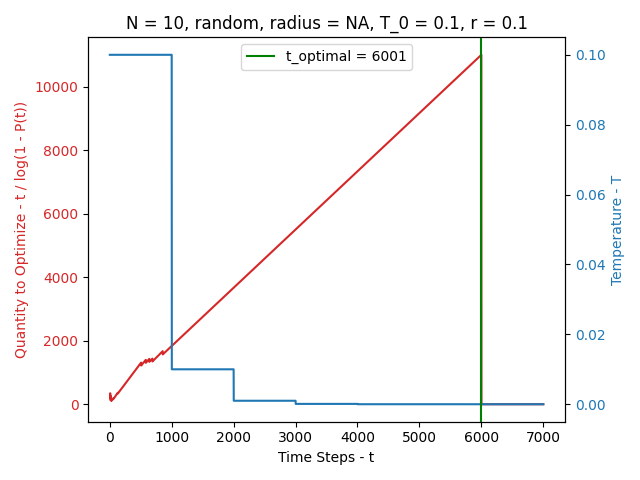 N = 10, random, radius = NA, T_0 = 0.1, r = 0.1
t_optimal = 6001
Quantity to Optimize - t / log(1 - P(t))
10000
8000
6000
4000
2000
0
0.10
0.08
0.06
0.04
0.02
0.00
Temperature - T
0 1000 2000 3000 4000 5000 6000 7000
Time Steps - t